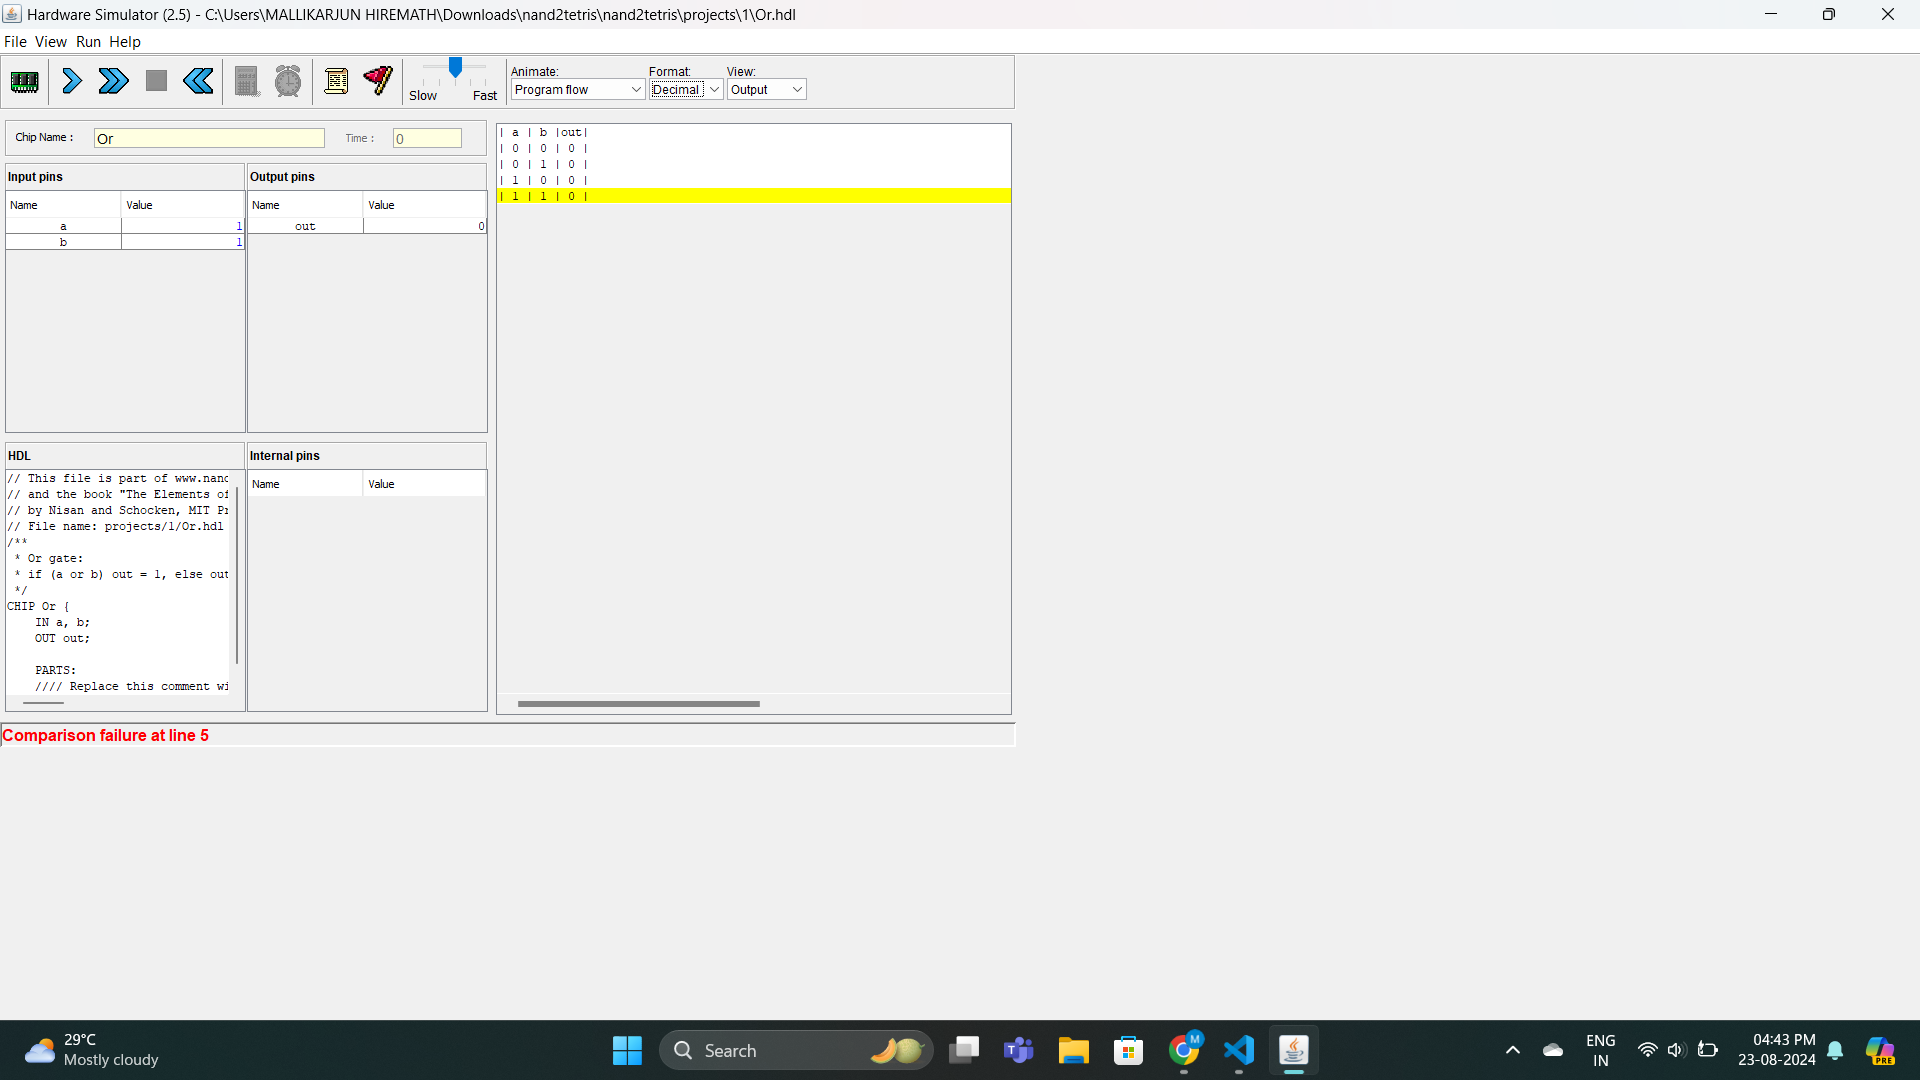 Hardware Simulator (2.5) - C:\Users\MALLIKARJUN HIREMATH\Downloads\nand2tetris\nand2tetris\projects\1\Or.hdl
File View Run Help
Slow Fast
Animate: Format: View:
Program flow Decimal Output
Chip Name : Or Time : 0
Input pins Output pins
Name Value Name Value
a 1 out 0
b 1
| a | b |out|
| 0 | 0 | 0 |
| 0 | 1 | 0 |
| 1 | 0 | 0 |
| 1 | 1 | 0 |
HDL Internal pins
Name Value
// This file is part of www.nand
// and the book "The Elements of
// by Nisan and Schocken, MIT Pr
// File name: projects/1/Or.hdl
/**
* Or gate:
* if (a or b) out = 1, else out
*/
CHIP Or {
IN a, b;
OUT out;
PARTS:
//// Replace this comment wi
Comparison failure at line 5
29°C
Mostly cloudy
Search
M
ENG
IN
04:43 PM
23-08-2024
PRE